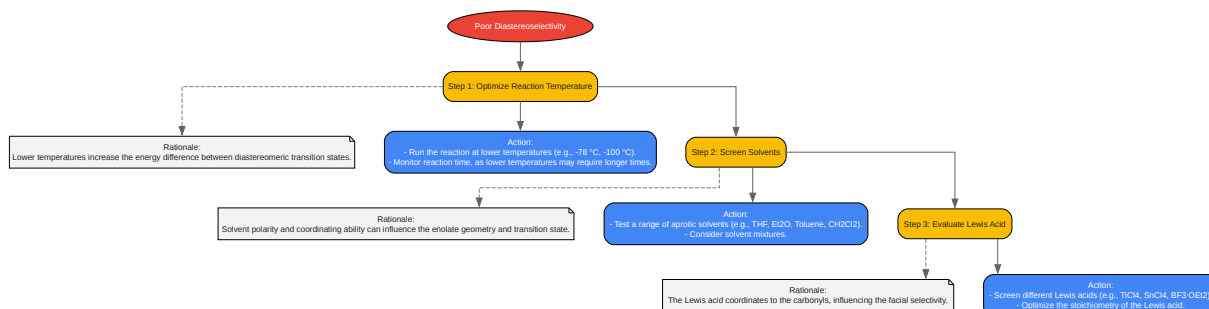 Poor Diastereoselectivity
Step 1: Optimize Reaction Temperature
Rationale:
Lower temperatures increase the energy difference between diastereomeric transition states.
Action:
- Run the reaction at lower temperatures (e.g., -78 °C, -100 °C).
- Monitor reaction time, as lower temperatures may require longer times.
Step 2: Screen Solvents
Rationale:
Solvent polarity and coordinating ability can influence the enolate geometry and transition state.
Action:
- Test a range of aprotic solvents (e.g., THF, Et2O, Toluene, CH2Cl2).
- Consider solvent mixtures.
Step 3: Evaluate Lewis Acid
Rationale:
The Lewis acid coordinates to the carbonyls, influencing the facial selectivity.
Action:
- Screen different Lewis acids (e.g., TiCl4, SnCl4, BF3·OEt2)
- Optimize the stoichiometry of the Lewis acid.